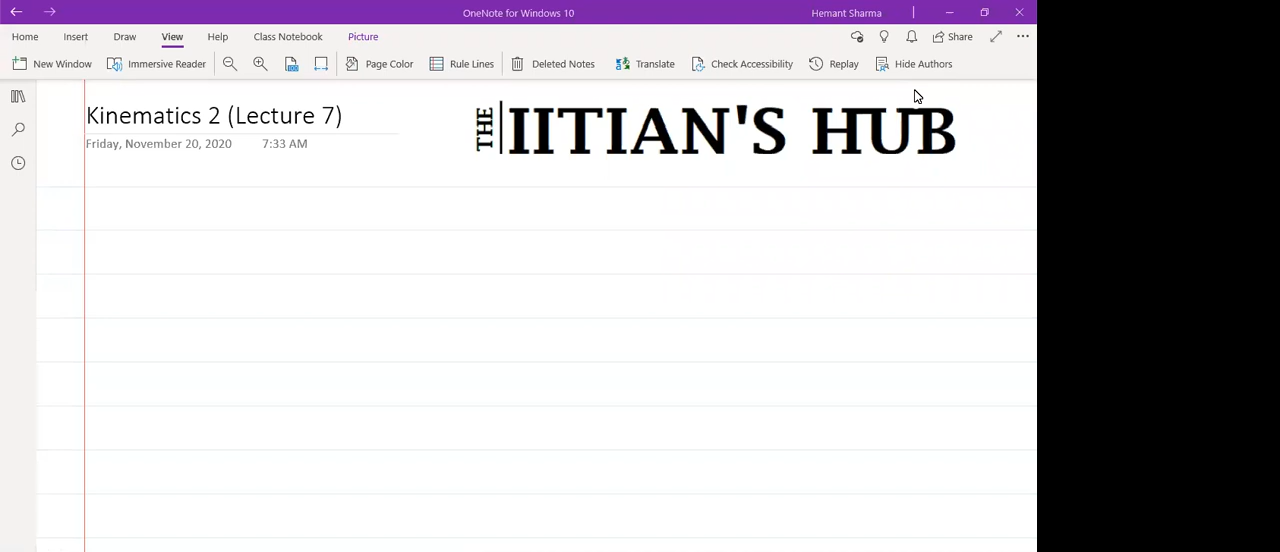 OneNote for Windows 10
Hemant Sharma
Home Insert Draw View Help Class Notebook Picture Share
New Window Immersive Reader Page Color Rule Lines Deleted Notes Translate Check Accessibility Replay Hide Authors
Kinematics 2 (Lecture 7)
Friday, November 20, 2020 7:33 AM
THE IITIAN'S HUB